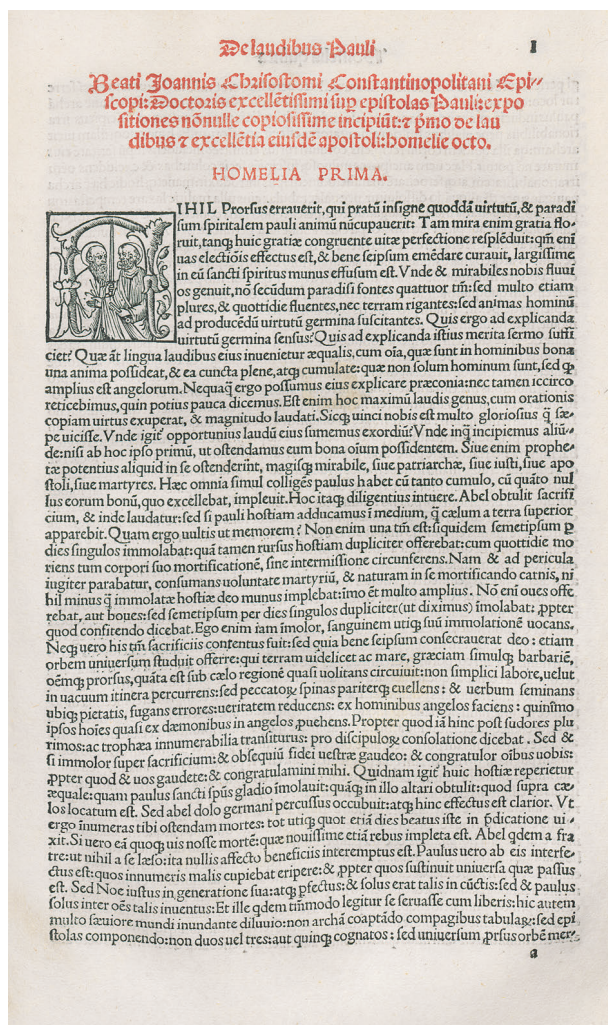 De laudibus Pauli I
Beati Joannis Chrisostomi Constantinopolitani Epi⸗
scopi: Doctoris excellētissimi sup epistolas Pauli: expo
sitiones nōnulle copiosissime incipiūt: ⁊ pmo de lau
dibus ⁊ excellētia eiusdē apostoli: homelie octo.
HOMELIA PRIMA.
NIHIL Prorsus errauerit, qui pratū insigne quoddā uirtutū, & paradi
sum spiritalem pauli animū nūcupauerit: Tam mira enim gratia flo⸗
ruit, tanq; huic gratiæ congruente uitæ perfectione resplēduit: qm̄ enī
uas electiōis effectus est, & bene seipsum emēdare curauit, largissime
in eū sancti spiritus munus effusum est. Vnde & mirabiles nobis fluui
os genuit, nō secūdum paradisi fontes quattuor tm̄: sed multo etiam
plures, & quottidie fluentes, nec terram rigantes: sed animas hominū
ad producēdū uirtutū germina suscitantes. Quis ergo ad explicanda
uirtutū germina sensus? Quis ad explicanda istius merita sermo suffi
ciet? Quæ āt lingua laudibus eius inuenietur æqualis, cum oīa, quæ sunt in hominibus bona
una anima possideat, & ea cuncta plene, atq; cumulate: quæ non solum hominum sunt, sed qd
amplius est angelorum. Nequaq̄ ergo possumus eius explicare præconia: nec tamen iccirco
reticebimus, quin potius pauca dicemus. Est enim hoc maximū laudis genus, cum orationis
copiam uirtus exuperat, & magnitudo laudati. Sicq; uinci nobis est multo gloriosius q̄ sæ⸗
pe uicisse. Vnde igit̄ opportunius laudū eius sumemus exordiū? Vnde inq̄ incipiemus aliū⸗
de: nisi ab hoc ipso primū, ut ostendamus eum bona oīum possidentem. Siue enim prophe⸗
tæ potentius aliquid in se ostenderint, magisq; mirabile, siue patriarchæ, siue iusti, siue apo
stoli, siue martyres. Hæc omnia simul colligēs paulus habet cū tanto cumulo, cū quāto nul
lus eorum bonū, quo excellebat, impleuit. Hoc itaq; diligentius intuere. Abel obtulit sacrifi
cium, & inde laudatur: sed si pauli hostiam adducamus ī medium, q̄ cælum a terra superior
apparebit. Quam ergo uultis ut memorem? Non enim una tm̄ est: siquidem semetipsum p
dies singulos immolabat: quā tamen rursus hostiam dupliciter offerebat: cum quottidie mo
riens tum corpori suo mortificationē, sine intermissione circunferens. Nam & ad pericula
iugiter parabatur, consumans uoluntate martyriū, & naturam in se mortificando carnis, ni
hil minus q̄ immolatæ hostiæ deo munus implebat: imo ēt multo amplius. Nō enī oues offe
rebat, aut boues: sed semetipsum per dies singulos dupliciter (ut diximus) īmolabat: ppter
quod confitendo dicebat. Ego enim iam īmolor, sanguinem utiq; suū immolationē uocans.
Neq; uero his tm̄ sacrificiis contentus fuit: sed quia bene seipsum consecrauerat deo: etiam
orbem uniuersum studuit offerre: qui terram uidelicet ac mare, græciam simulq; barbariē,
oēmq; prorsus, quāta est sub cælo regionē quasi uolitans circuiuit: non simplici labore, uelut
in uacuum itinera percurrens: sed peccatorꝝ spinas pariterq; euellens: & uerbum seminans
ubiq; pietatis, fugans errores: ueritatem reducens: ex hominibus angelos faciens: quinīmo
ipsos hoīes quasi ex dæmonibus in angelos puehens. Propter quod iā hinc post sudores plu
rimos: ac trophæa innumerabilia transiturus: pro discipulorꝝ consolatione dicebat. Sed &
si immolor super sacrificium: & obsequiū fidei uestræ gaudeo: & congratulor oībus uobis:
ppter quod & uos gaudete: & congratulamini mihi. Quidnam igit̄ huic hostiæ reperietur
æquale: quam paulus sancti spūs gladio īmolauit: quāq; in illo altari obtulit: quod supra cæ⸗
los locatum est. Sed abel dolo germani percussus occubuit: atq; hinc effectus est clarior. Vt
ergo īnumeras tibi ostendam mortes: tot utiq; quot etiā dies beatus iste in pdicatione ui⸗
xit. Si uero eā quoq; uis nosse mortē: quæ nouissime etiā rebus impleta est. Abel qdem a fra
tre: ut nihil a se læso: ita nullis affecto beneficiis interemptus est. Paulus uero ab eis interfe⸗
ctus est: quos innumeris malis cupiebat eripere: & ppter quos sustinuit uniuersa quæ passus
est. Sed Noe iustus in generatione sua: atq; pfectus: & solus erat talis in cūctis: sed & paulus
solus inter oēs talis inuentus: Et ille qdem tm̄modo legitur se seruasse cum liberis: hic autem
multo sæuiore mundi inundante diluuio: non archā coaptādo compagibus tabulaꝝ: sed epi
stolas componendo: non duos uel tres: aut quinq; cognatos: sed uniuersum prsus orbē mer⸗
a